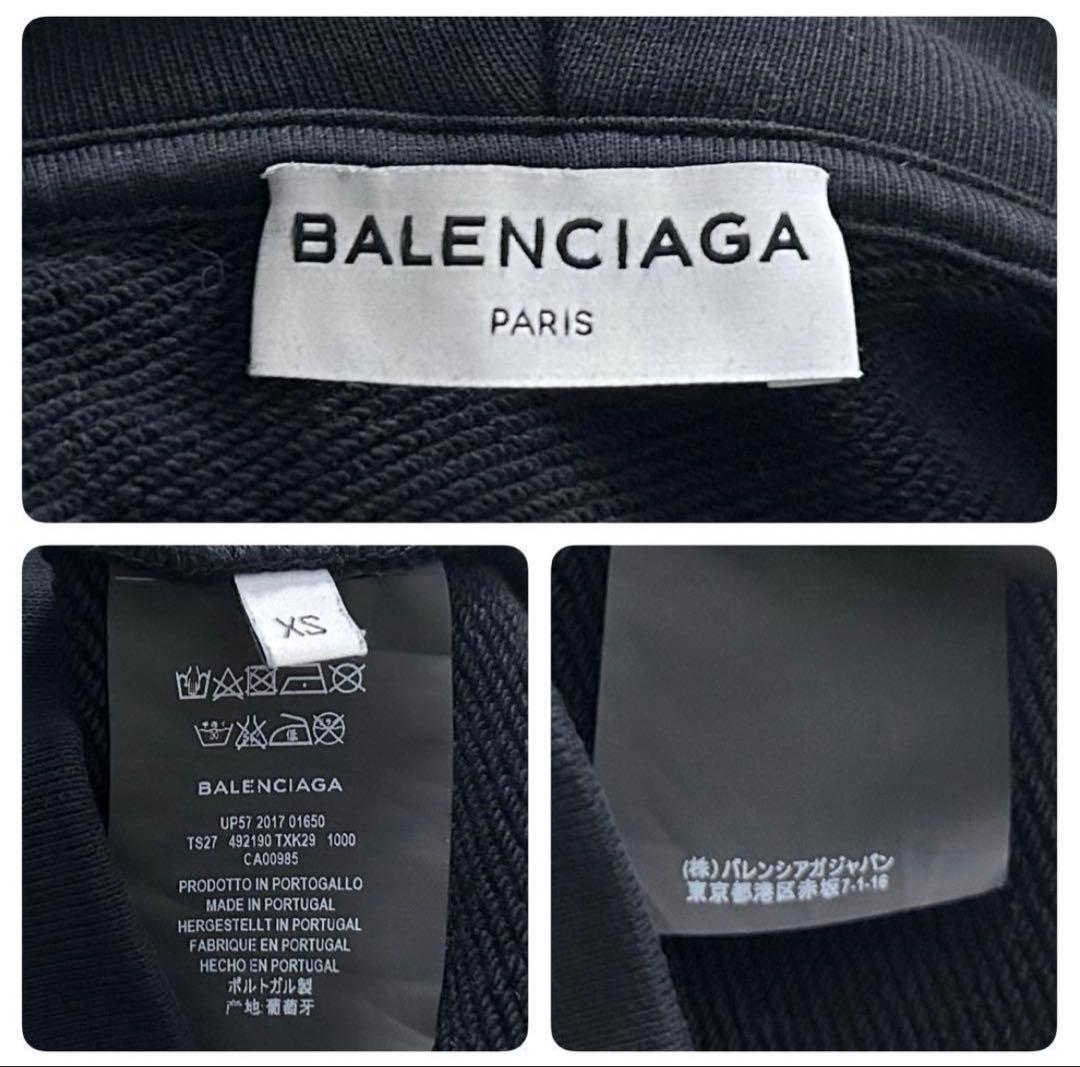 BALENCIAGA
PARIS
XS
30
低
BALENCIAGA
UP57 2017 01650
TS27 492190 TXK29 1000
CA00985
PRODOTTO IN PORTOGALLO
MADE IN PORTUGAL
HERGESTELLT IN PORTUGAL
FABRIQUE EN PORTUGAL
HECHO EN PORTUGAL
ポルトガル製
产地:葡萄牙
(株)バレンシアガジャパン
東京都港区赤坂7-1-16